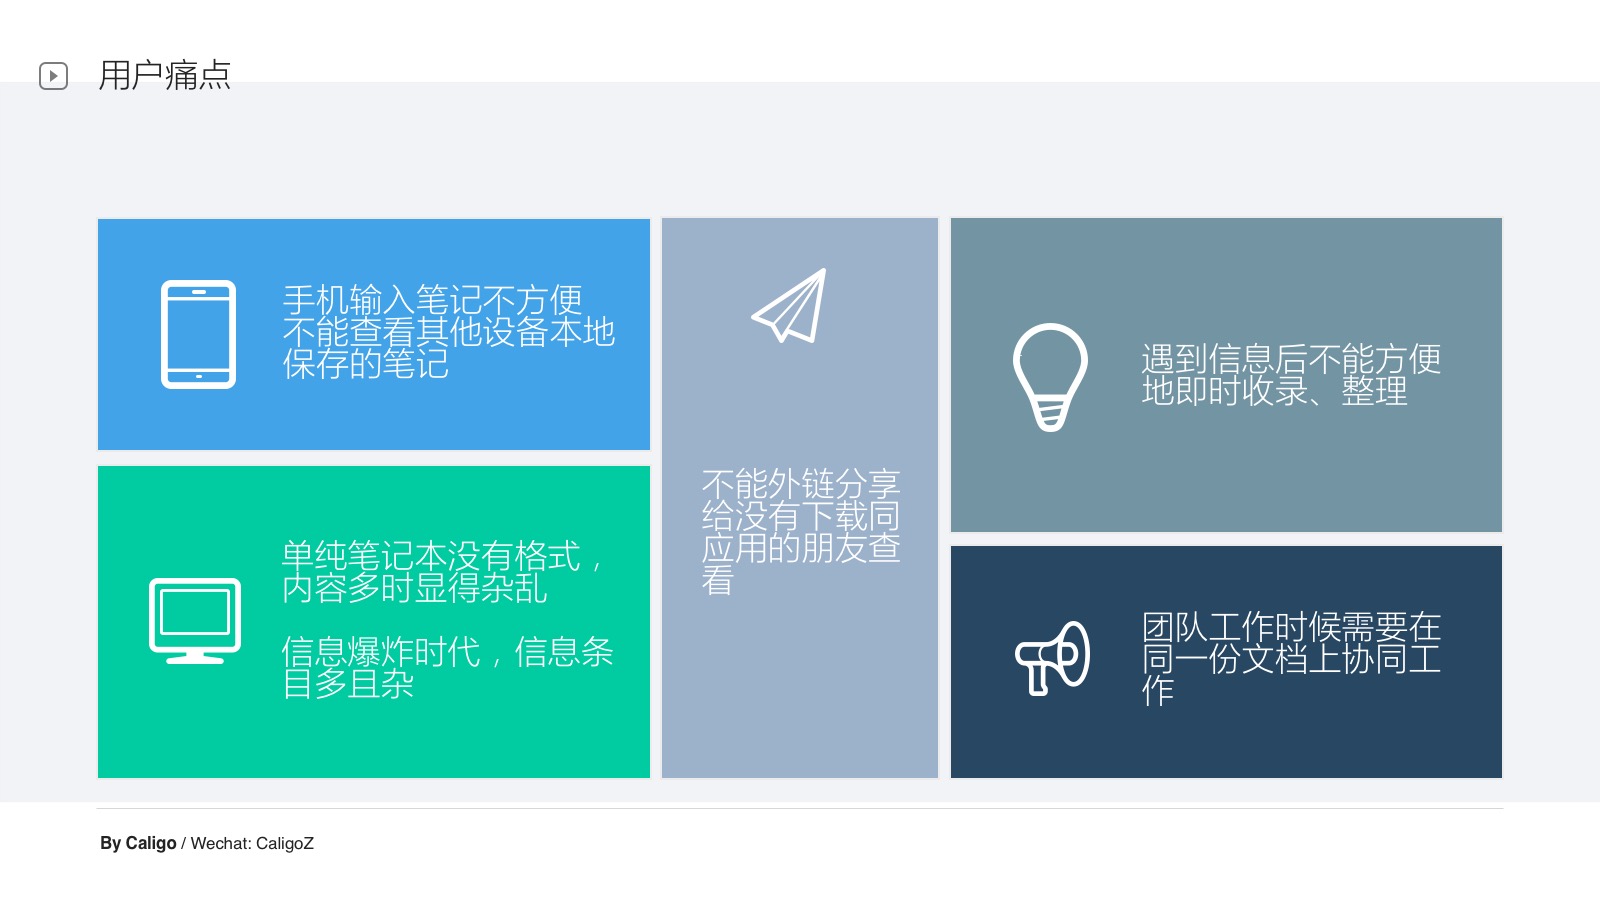 用户痛点
手机输入笔记不方便
不能查看其他设备本地
保存的笔记
单纯笔记本没有格式，
内容多时显得杂乱
信息爆炸时代，信息条
目多且杂
不能外链分享
给没有下载同
应用的朋友查
看
遇到信息后不能方便
地即时收录、整理
团队工作时候需要在
同一份文档上协同工
作
By Caligo / Wechat: CaligoZ